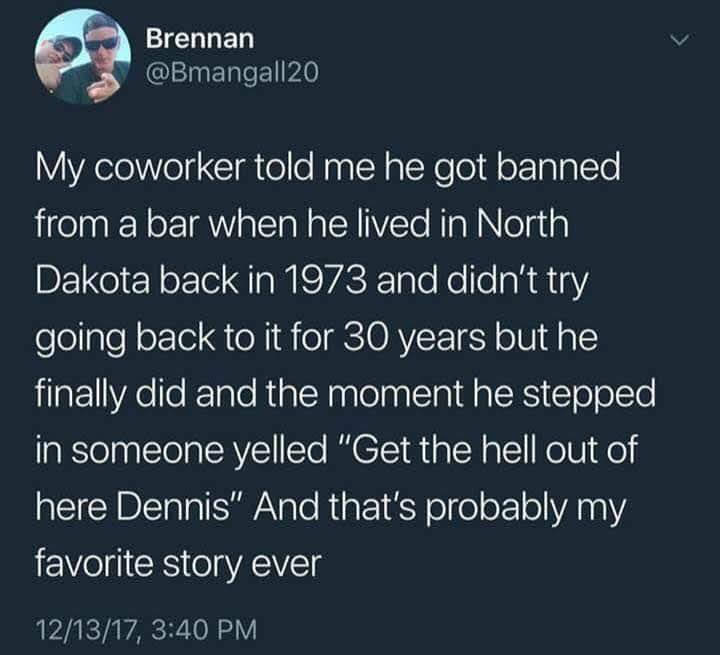 Brennan
@Bmangall20
My coworker told me he got banned
from a bar when he lived in North
Dakota back in 1973 and didn't try
going back to it for 30 years but he
finally did and the moment he stepped
in someone yelled "Get the hell out of
here Dennis" And that's probably my
favorite story ever
12/13/17, 3:40 PM